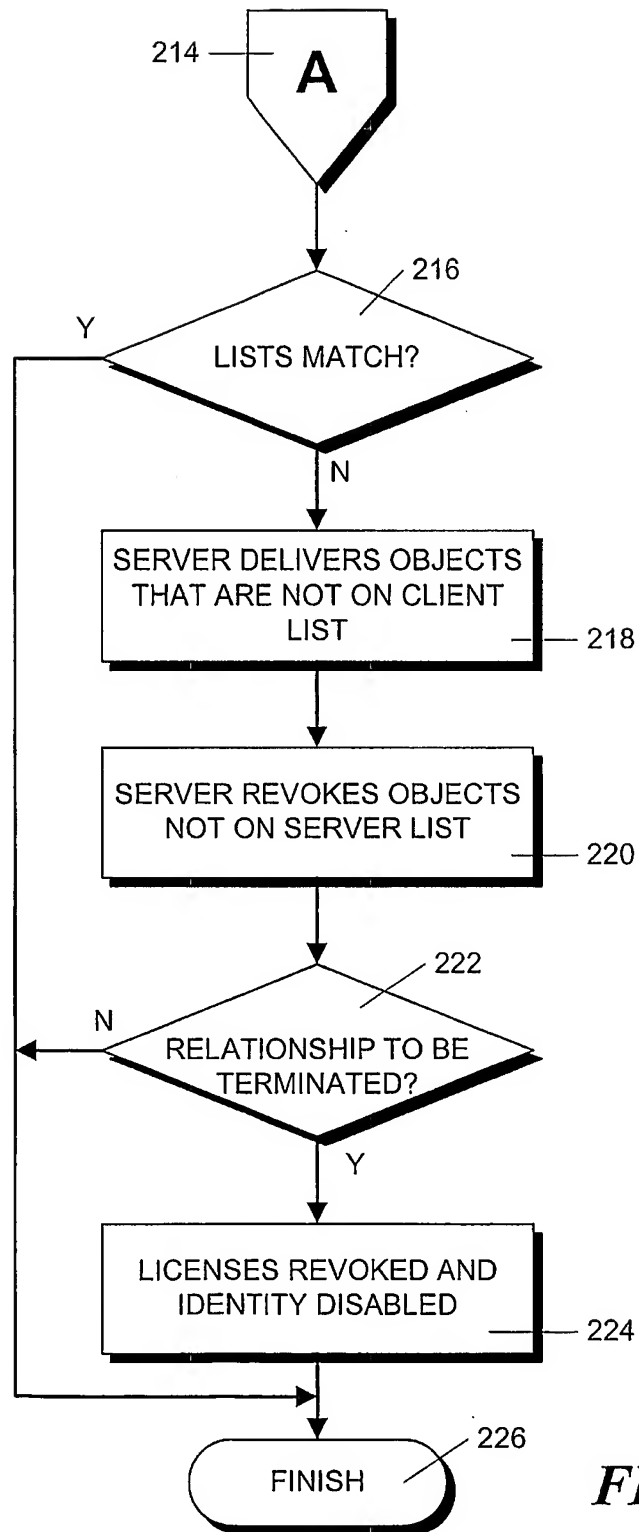 214
A
216
Y
LISTS MATCH?
N
SERVER DELIVERS OBJECTS
THAT ARE NOT ON CLIENT
LIST
218
SERVER REVOKES OBJECTS
NOT ON SERVER LIST
220
222
N
RELATIONSHIP TO BE
TERMINATED?
Y
LICENSES REVOKED AND
IDENTITY DISABLED
224
226
FINISH